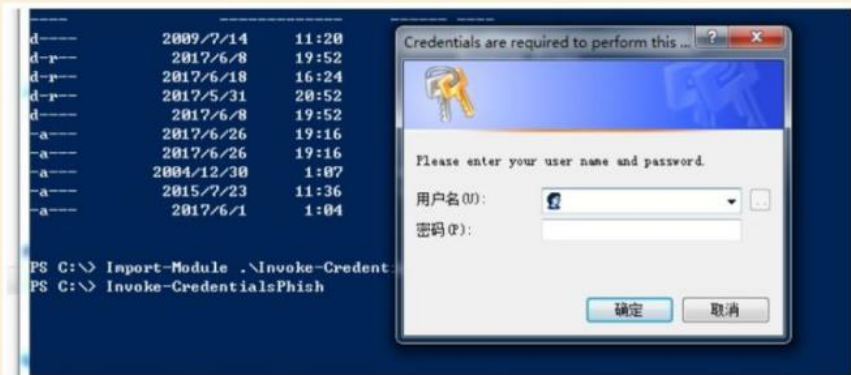 d---- 2009/7/14 11:20
d-r-- 2017/6/8 19:52
d-r-- 2017/6/18 16:24
d-r-- 2017/5/31 20:52
d---- 2017/6/8 19:52
-a--- 2017/6/26 19:16
-a--- 2017/6/26 19:16
-a--- 2004/12/30 1:07
-a--- 2015/7/23 11:36
-a--- 2017/6/1 1:04
PS C:\> Import-Module .\Invoke-Credent
PS C:\> Invoke-CredentialsPhish
Credentials are required to perform this ...
Please enter your user name and password.
用户名(U):
密码(P):
确定 取消